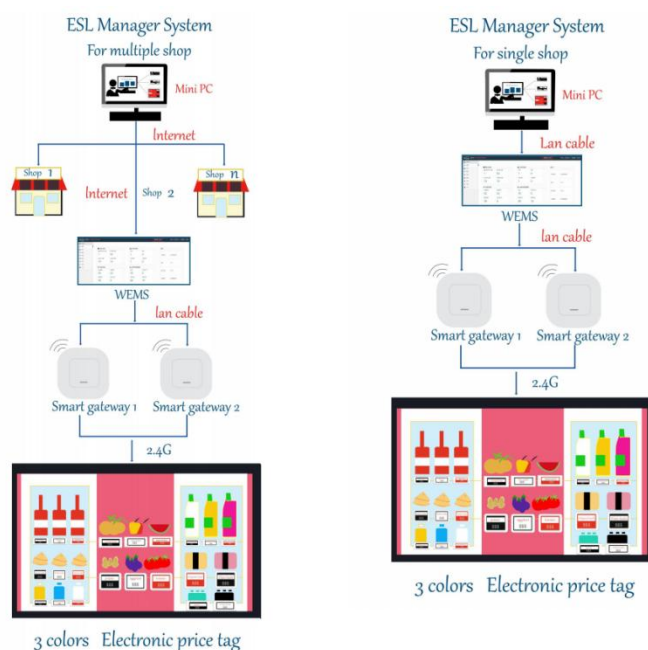 ESL Manager System
For multiple shop
Mini PC
Internet
Shop 1
Internet
Shop 2
Shop n
WEMS
lan cable
Smart gateway 1
Smart gateway 2
2.4G
3 colors Electronic price tag
ESL Manager System
For single shop
Mini PC
Lan cable
WEMS
lan cable
Smart gateway 1
Smart gateway 2
2.4G
3 colors Electronic price tag